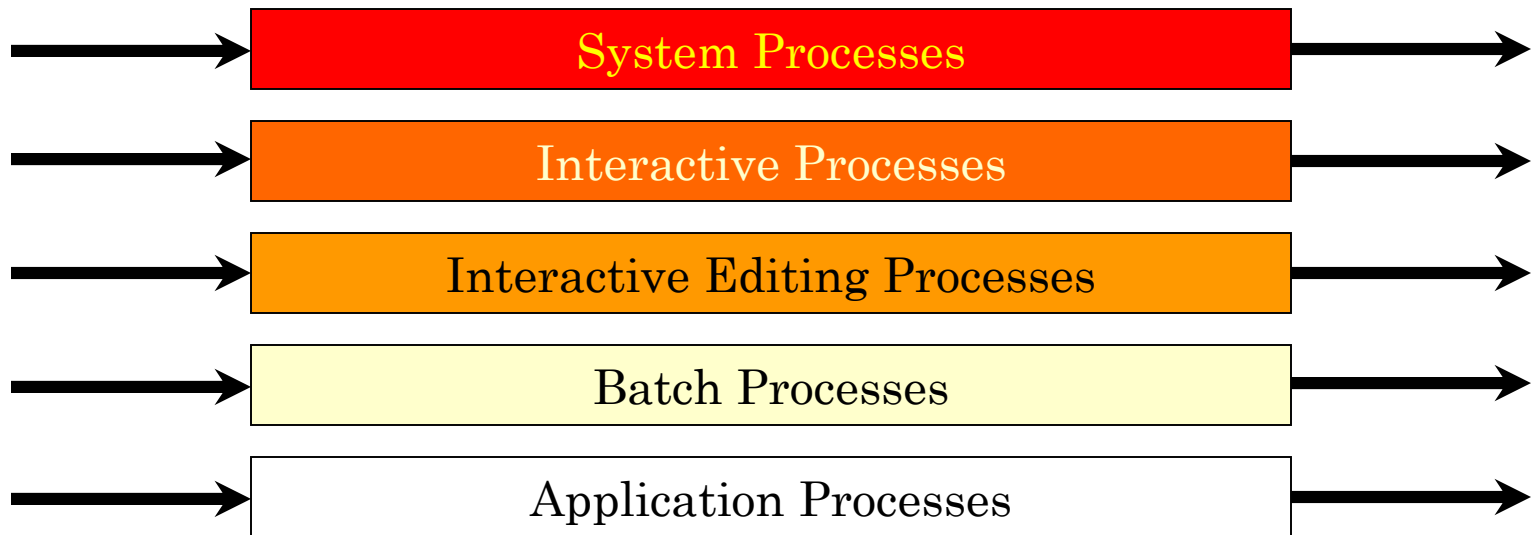 System Processes
Interactive Processes
Interactive Editing Processes
Batch Processes
Application Processes